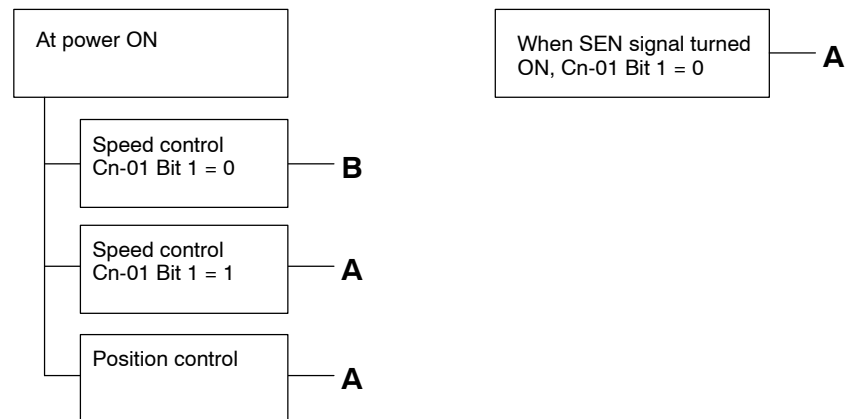 At power ON
When SEN signal turned
ON, Cn-01 Bit 1 = 0
A
Speed control
Cn-01 Bit 1 = 0
B
Speed control
Cn-01 Bit 1 = 1
A
Position control
A